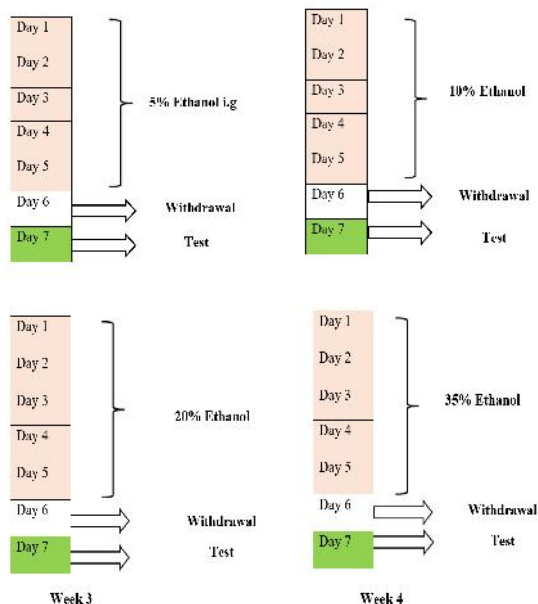 Day 1
Day 2
Day 3
Day 4
Day 5
Day 6
Day 7
5% Ethanol i.g
Withdrawal
Test
Day 1
Day 2
Day 3
Day 4
Day 5
Day 6
Day 7
10% Ethanol
Withdrawal
Test
Day 1
Day 2
Day 3
Day 4
Day 5
Day 6
Day 7
20% Ethanol
Withdrawal
Test
Week 3
Day 1
Day 2
Day 3
Day 4
Day 5
Day 6
Day 7
35% Ethanol
Withdrawal
Test
Week 4